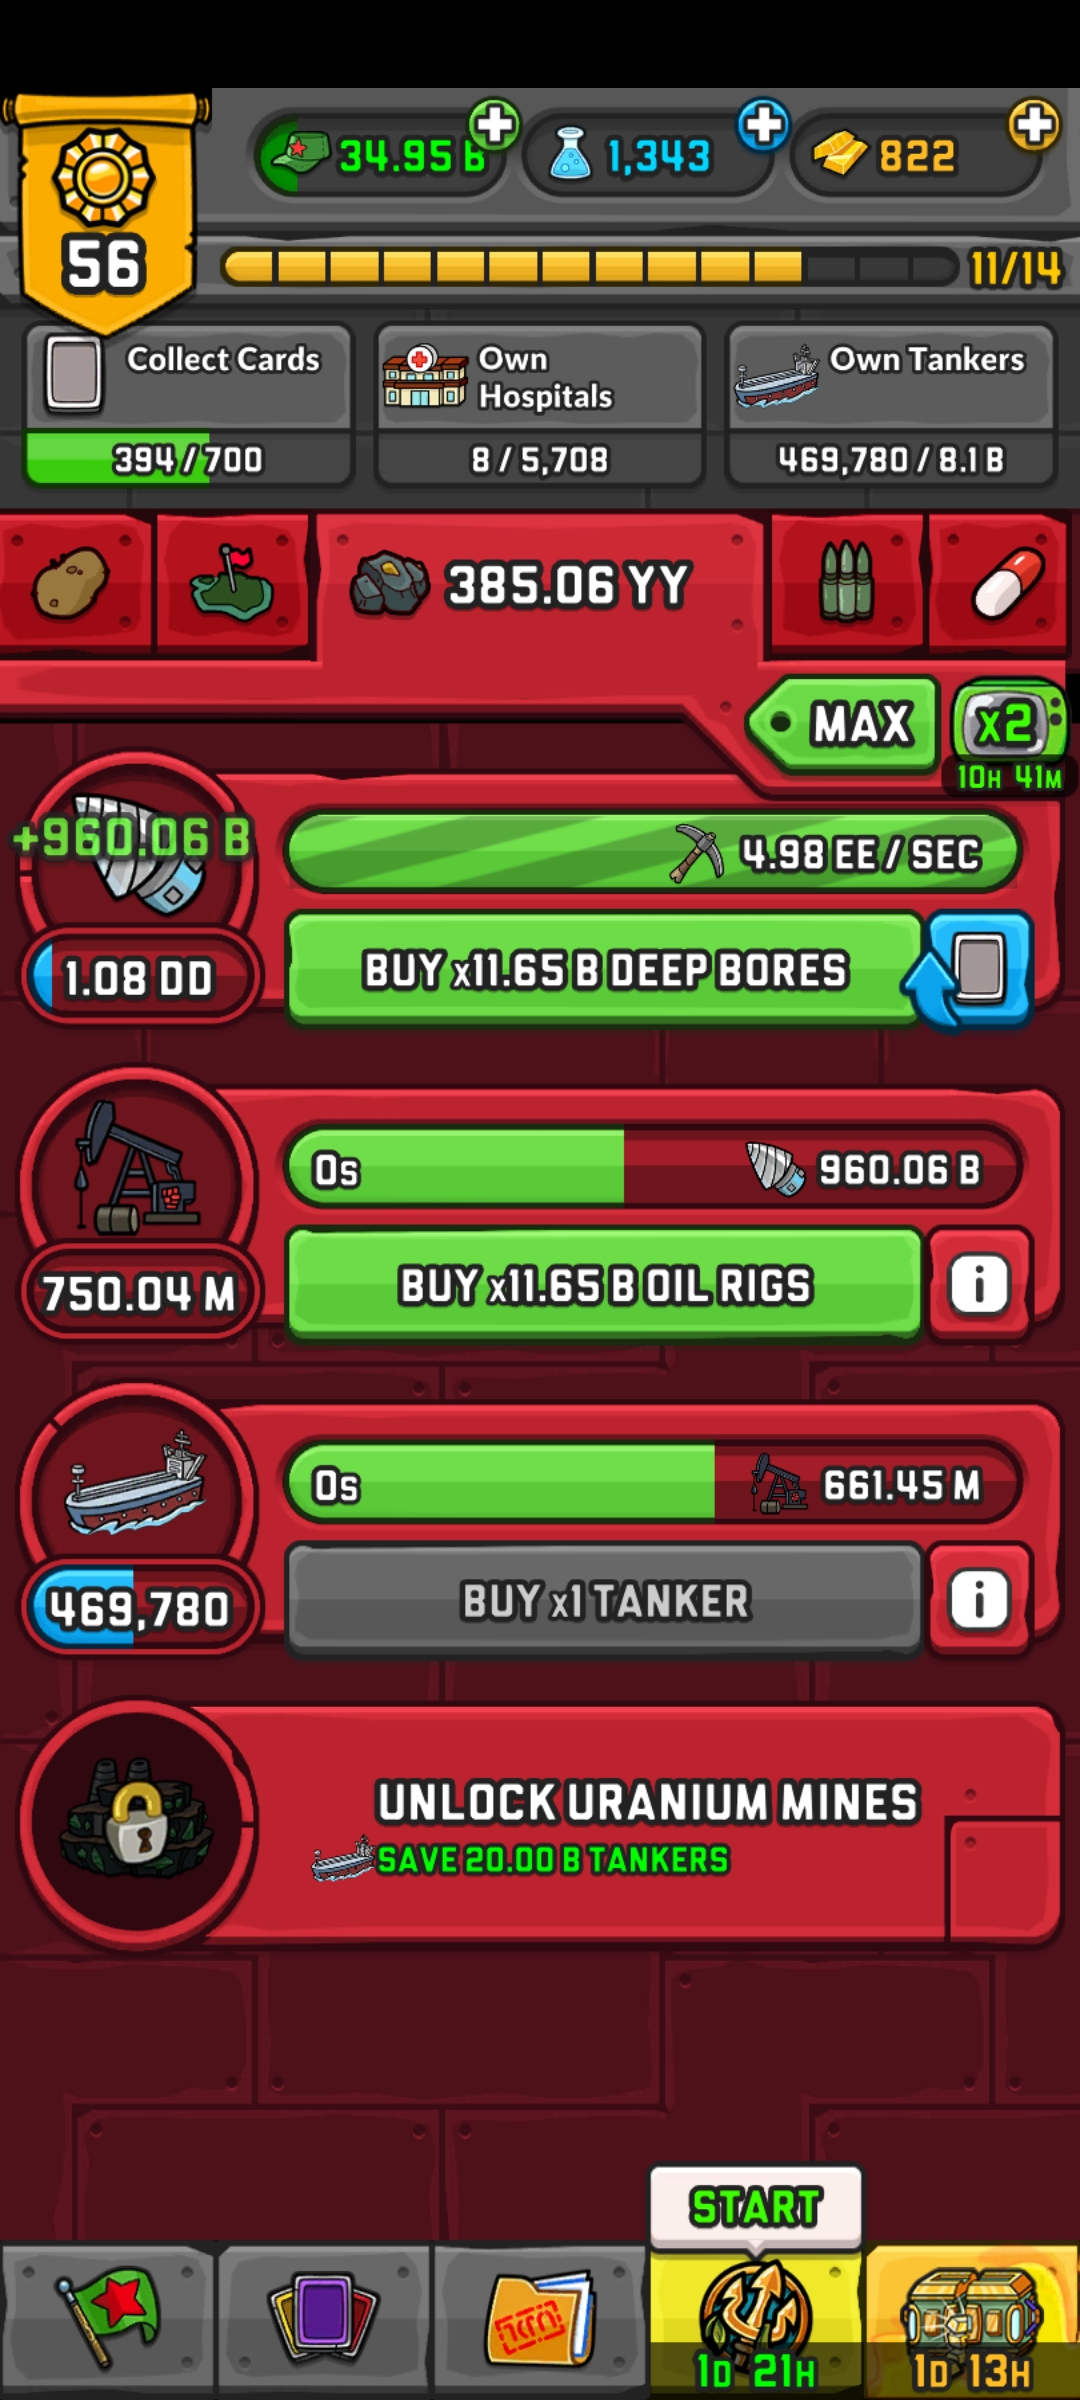 56
34.95 B
1,343
822
11/14
Collect Cards
394/700
Own
Hospitals
8/5,708
Own Tankers
469,780/8.1 B
385.06 YY
MAX
x2
10H 41M
+960.06 B
4.98 EE/SEC
1.08 DD
BUY x11.65 B DEEP BORES
0s
960.06 B
750.04 M
BUY x11.65 B OIL RIGS
i
0s
661.45 M
469,780
BUY x1 TANKER
i
UNLOCK URANIUM MINES
SAVE 20.00 B TANKERS
START
1D 21H
1D 13H